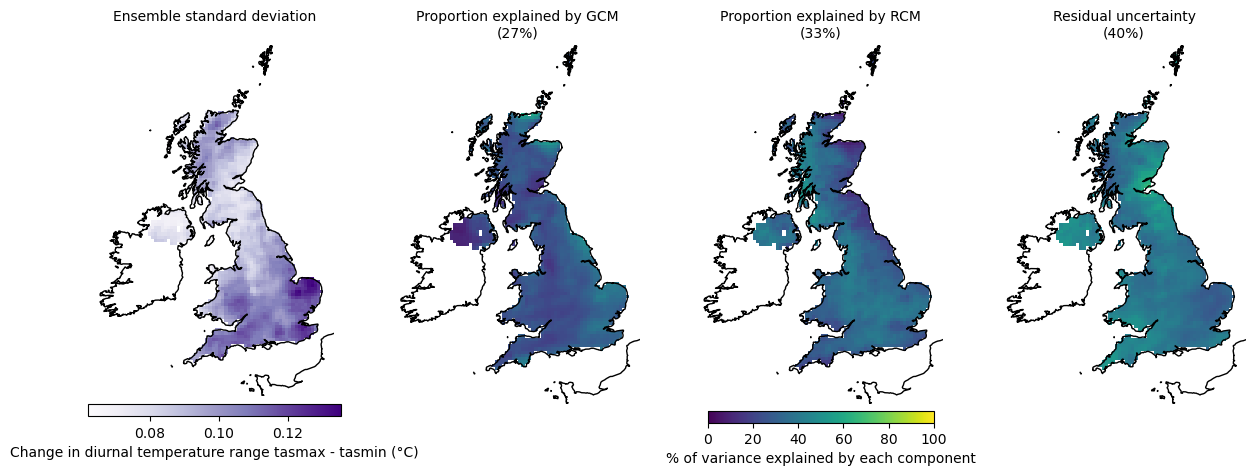 Ensemble standard deviation
Proportion explained by GCM
(27%)
Proportion explained by RCM
(33%)
Residual uncertainty
(40%)
0.08 0.10 0.12
Change in diurnal temperature range tasmax - tasmin (°C)
0 20 40 60 80 100
% of variance explained by each component